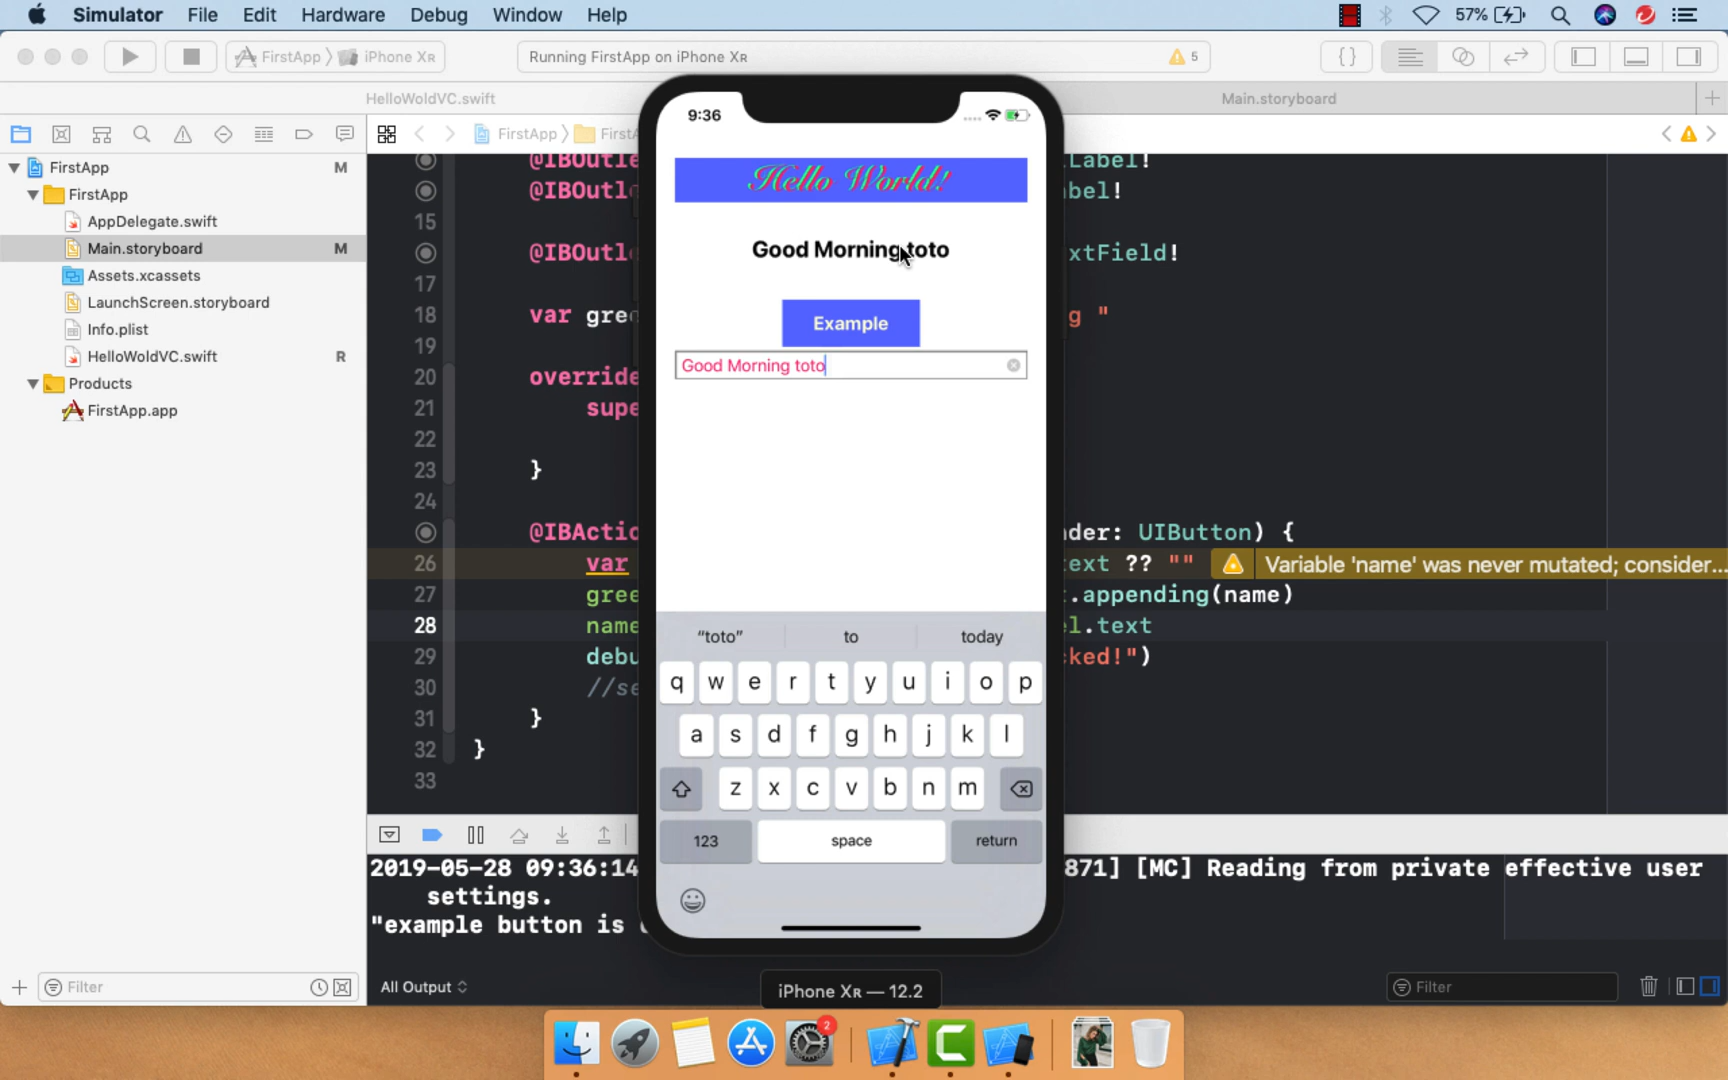 Simulator File Edit Hardware Debug Window Help 57%
FirstApp iPhone XR Running FirstApp on iPhone XR 5
HelloWoldVC.swift Main.storyboard
FirstApp
FirstApp M
FirstApp
AppDelegate.swift
Main.storyboard M
Assets.xcassets
LaunchScreen.storyboard
Info.plist
HelloWoldVC.swift R
Products
FirstApp.app
Filter
@IBOutle Label!
@IBOutl bel!
15
@IBOutl xtField!
17
18 var gre g "
19
20 override
21 supe
22
23 }
24
@IBActio nder: UIButton) {
26 var text ?? "" Variable 'name' was never mutated; consider...
27 gree .appending(name)
28 name el.text
29 debu cked!")
30 //se
31 }
32 }
33
9:36
Hello World!
Good Morning toto
Example
Good Morning toto
“toto” to today
q w e r t y u i o p
a s d f g h j k l
z x c v b n m
123 space return
2019-05-28 09:36:14 871] [MC] Reading from private effective user
settings.
"example button is
All Output Filter
iPhone XR — 12.2
2